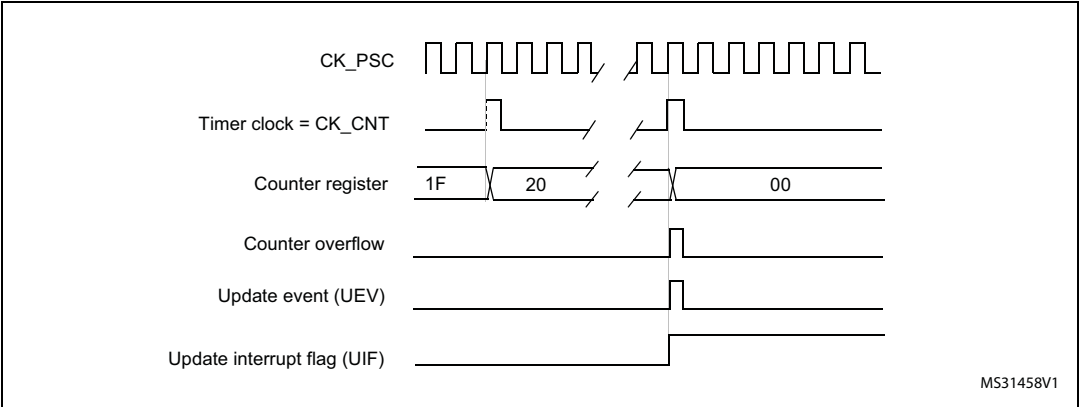 CK_PSC
Timer clock = CK_CNT
Counter register 1F 20 00
Counter overflow
Update event (UEV)
Update interrupt flag (UIF)
MS31458V1